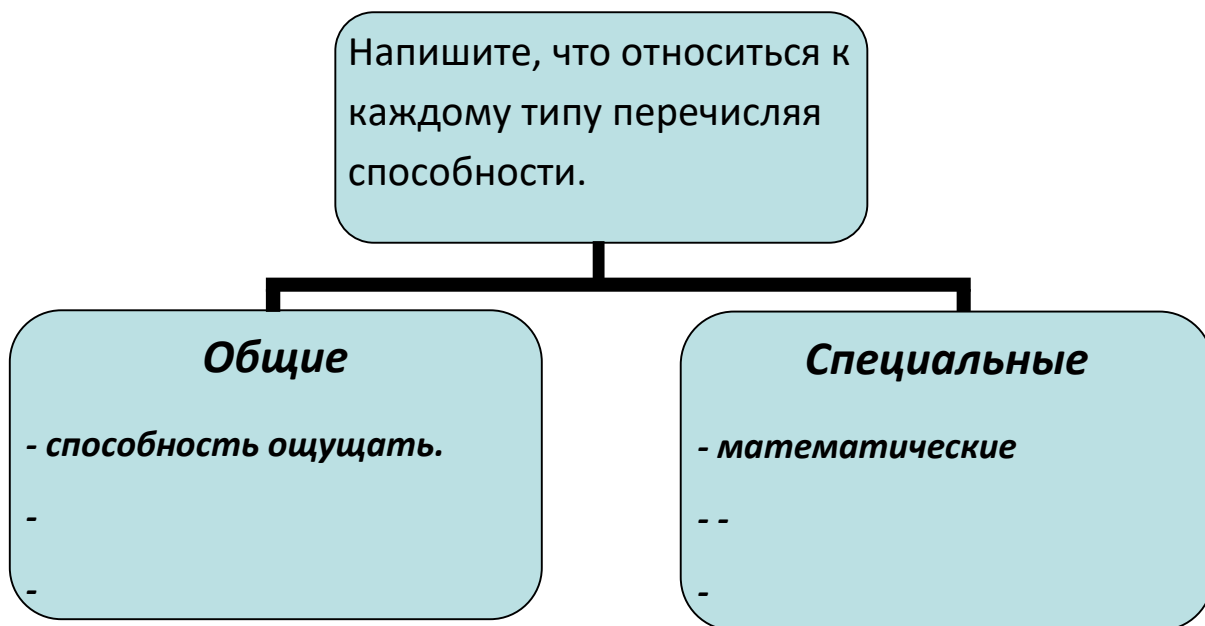 Напишите, что относиться к
каждому типу перечисляя
способности.
Общие
- способность ощущать.
-
-
Специальные
- математические
- -
-